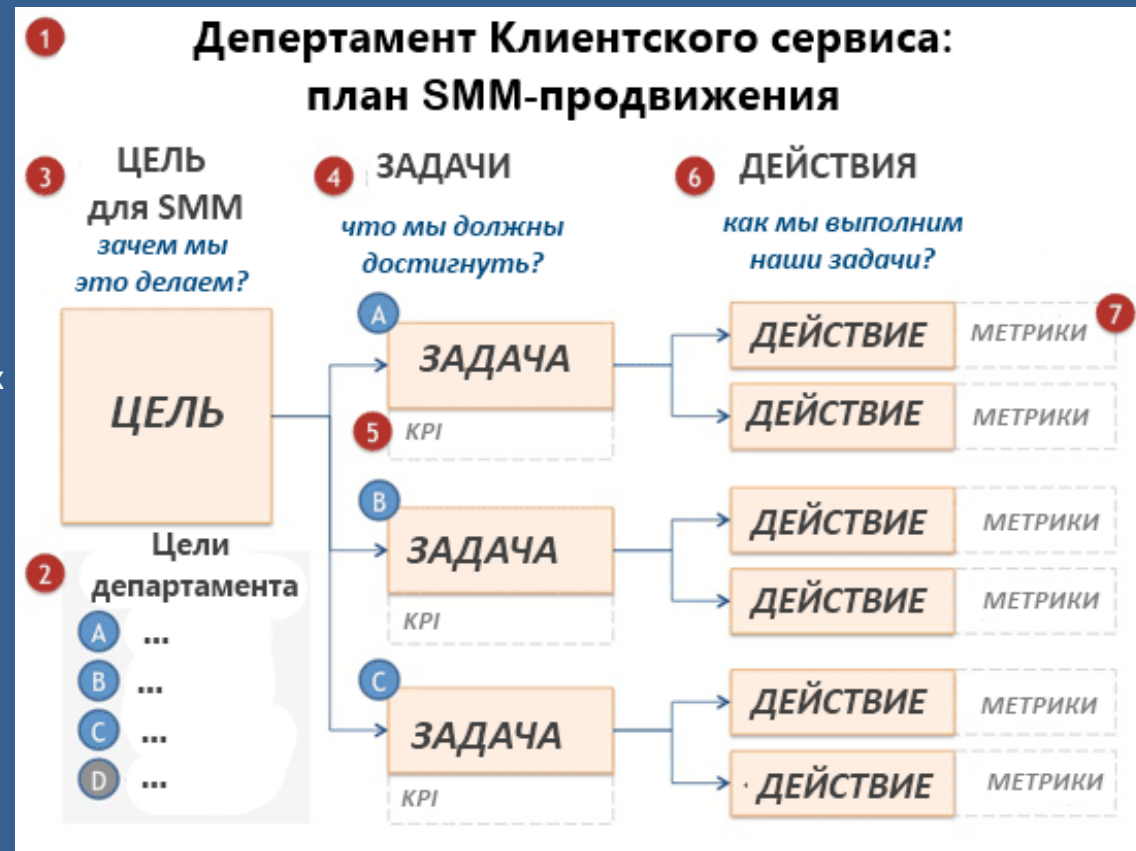 1
Депертамент Клиентского сервиса:
план SMM-продвижения
3
ЦЕЛЬ
для SMM
зачем мы
это делаем?
4
ЗАДАЧИ
что мы должны
достигнуть?
6
ДЕЙСТВИЯ
как мы выполним
наши задачи?
ЦЕЛЬ
A
ЗАДАЧА
5
KPI
ДЕЙСТВИЕ
МЕТРИКИ
7
ДЕЙСТВИЕ
МЕТРИКИ
B
ЗАДАЧА
KPI
ДЕЙСТВИЕ
МЕТРИКИ
ДЕЙСТВИЕ
МЕТРИКИ
2
Цели
департамента
A ...
B ...
C ...
D ...
C
ЗАДАЧА
KPI
ДЕЙСТВИЕ
МЕТРИКИ
ДЕЙСТВИЕ
МЕТРИКИ